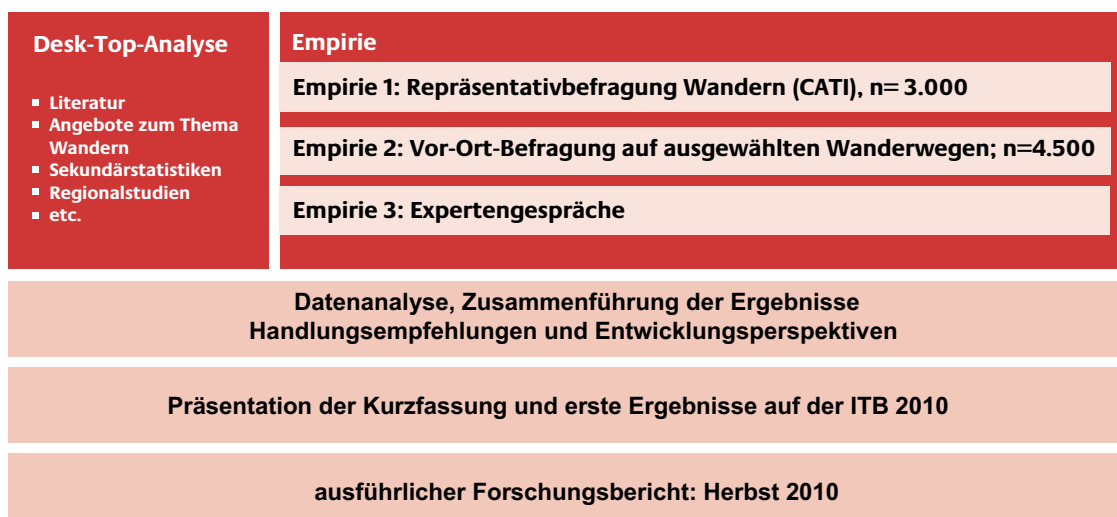 Desk-Top-Analyse
▪ Literatur
▪ Angebote zum Thema
Wandern
▪ Sekundärstatistiken
▪ Regionalstudien
▪ etc.
Empirie
Empirie 1: Repräsentativbefragung Wandern (CATI), n= 3.000
Empirie 2: Vor-Ort-Befragung auf ausgewählten Wanderwegen; n=4.500
Empirie 3: Expertengespräche
Datenanalyse, Zusammenführung der Ergebnisse
Handlungsempfehlungen und Entwicklungsperspektiven
Präsentation der Kurzfassung und erste Ergebnisse auf der ITB 2010
ausführlicher Forschungsbericht: Herbst 2010